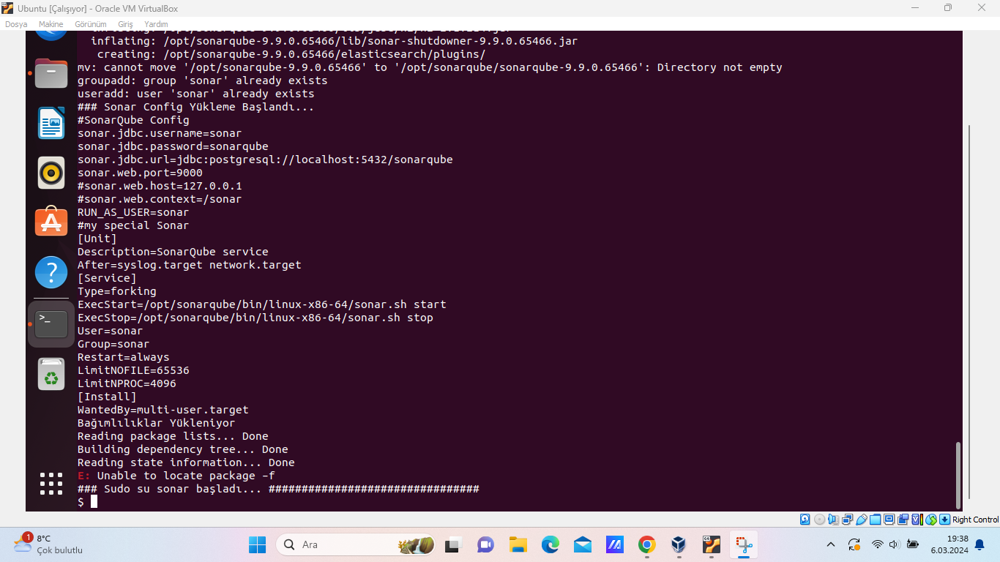 Ubuntu [Çalışıyor] - Oracle VM VirtualBox
Dosya Makine Görünüm Giriş Yardım
inflating: /opt/sonarqube-9.9.0.65466/lib/sonar-shutdowner-9.9.0.65466.jar
creating: /opt/sonarqube-9.9.0.65466/elasticsearch/plugins/
mv: cannot move '/opt/sonarqube-9.9.0.65466' to '/opt/sonarqube/sonarqube-9.9.0.65466': Directory not empty
groupadd: group 'sonar' already exists
useradd: user 'sonar' already exists
### Sonar Config Yükleme Başlandı...
#SonarQube Config
sonar.jdbc.username=sonar
sonar.jdbc.password=sonarqube
sonar.jdbc.url=jdbc:postgresql://localhost:5432/sonarqube
sonar.web.port=9000
#sonar.web.host=127.0.0.1
#sonar.web.context=/sonar
RUN_AS_USER=sonar
#my special Sonar
[Unit]
Description=SonarQube service
After=syslog.target network.target
[Service]
Type=forking
ExecStart=/opt/sonarqube/bin/linux-x86-64/sonar.sh start
ExecStop=/opt/sonarqube/bin/linux-x86-64/sonar.sh stop
User=sonar
Group=sonar
Restart=always
LimitNOFILE=65536
LimitNPROC=4096
[Install]
WantedBy=multi-user.target
Bağımlılıklar Yükleniyor
Reading package lists... Done
Building dependency tree... Done
Reading state information... Done
E: Unable to locate package –f
### Sudo su sonar başladı... ################################
$
Right Control
1
8°C
Çok bulutlu
Ara
19:38
6.03.2024